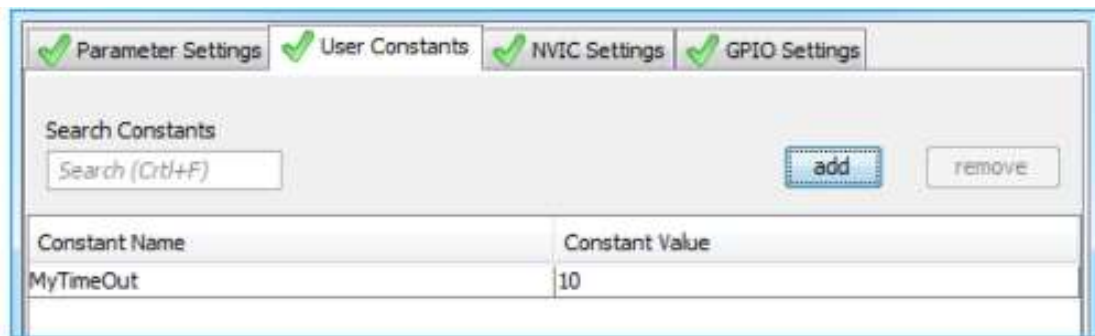 Parameter Settings User Constants NVIC Settings GPIO Settings
Search Constants
Search (Crtl+F)
add remove
Constant Name Constant Value
MyTimeOut 10